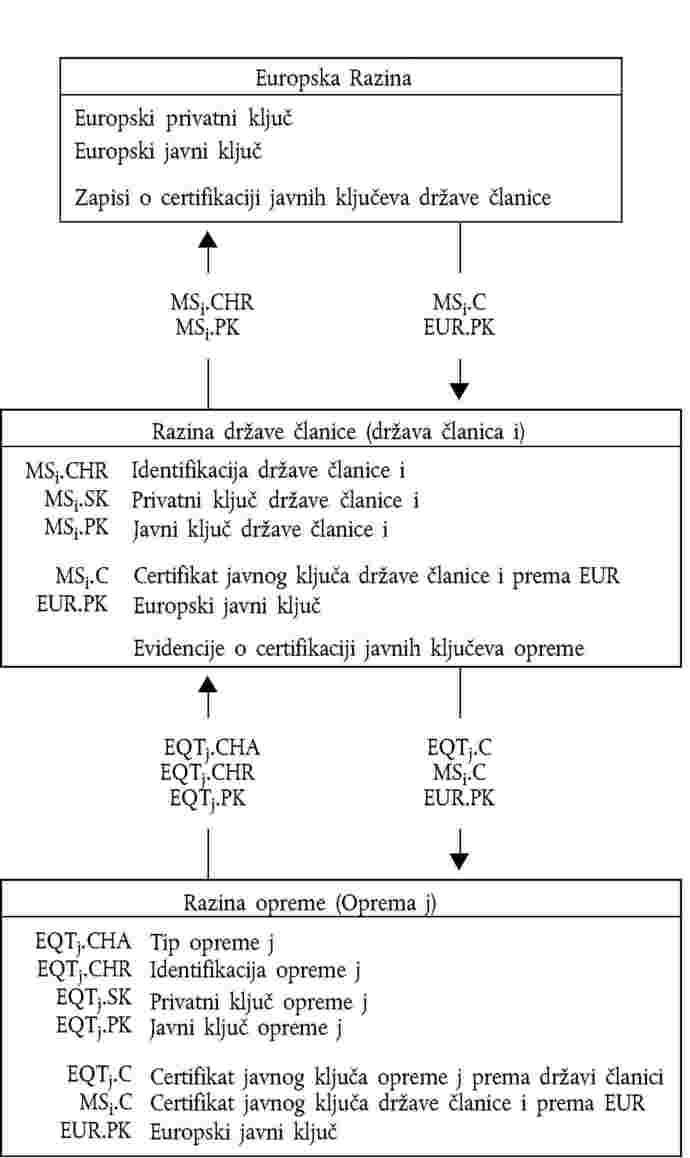 Europska Razina
Europski privatni ključ
Europski javni ključ
Zapisi o certifikaciji javnih ključeva države članice
MSi.CHR MSi.C
MSi.PK EUR.PK
Razina države članice (država članica i)
MSi.CHR Identifikacija države članice i
MSi.SK Privatni ključ države članice i
MSi.PK Javni ključ države članice i
MSi.C Certifikat javnog ključa države članice i prema EUR
EUR.PK Europski javni ključ
Evidencije o certifikaciji javnih ključeva opreme
EQTj.CHA EQTj.C
EQTj.CHR MSi.C
EQTj.PK EUR.PK
Razina opreme (Oprema j)
EQTj.CHA Tip opreme j
EQTj.CHR Identifikacija opreme j
EQTj.SK Privatni ključ opreme j
EQTj.PK Javni ključ opreme j
EQTj.C Certifikat javnog ključa opreme j prema državi članici
MSi.C Certifikat javnog ključa države članice i prema EUR
EUR.PK Europski javni ključ